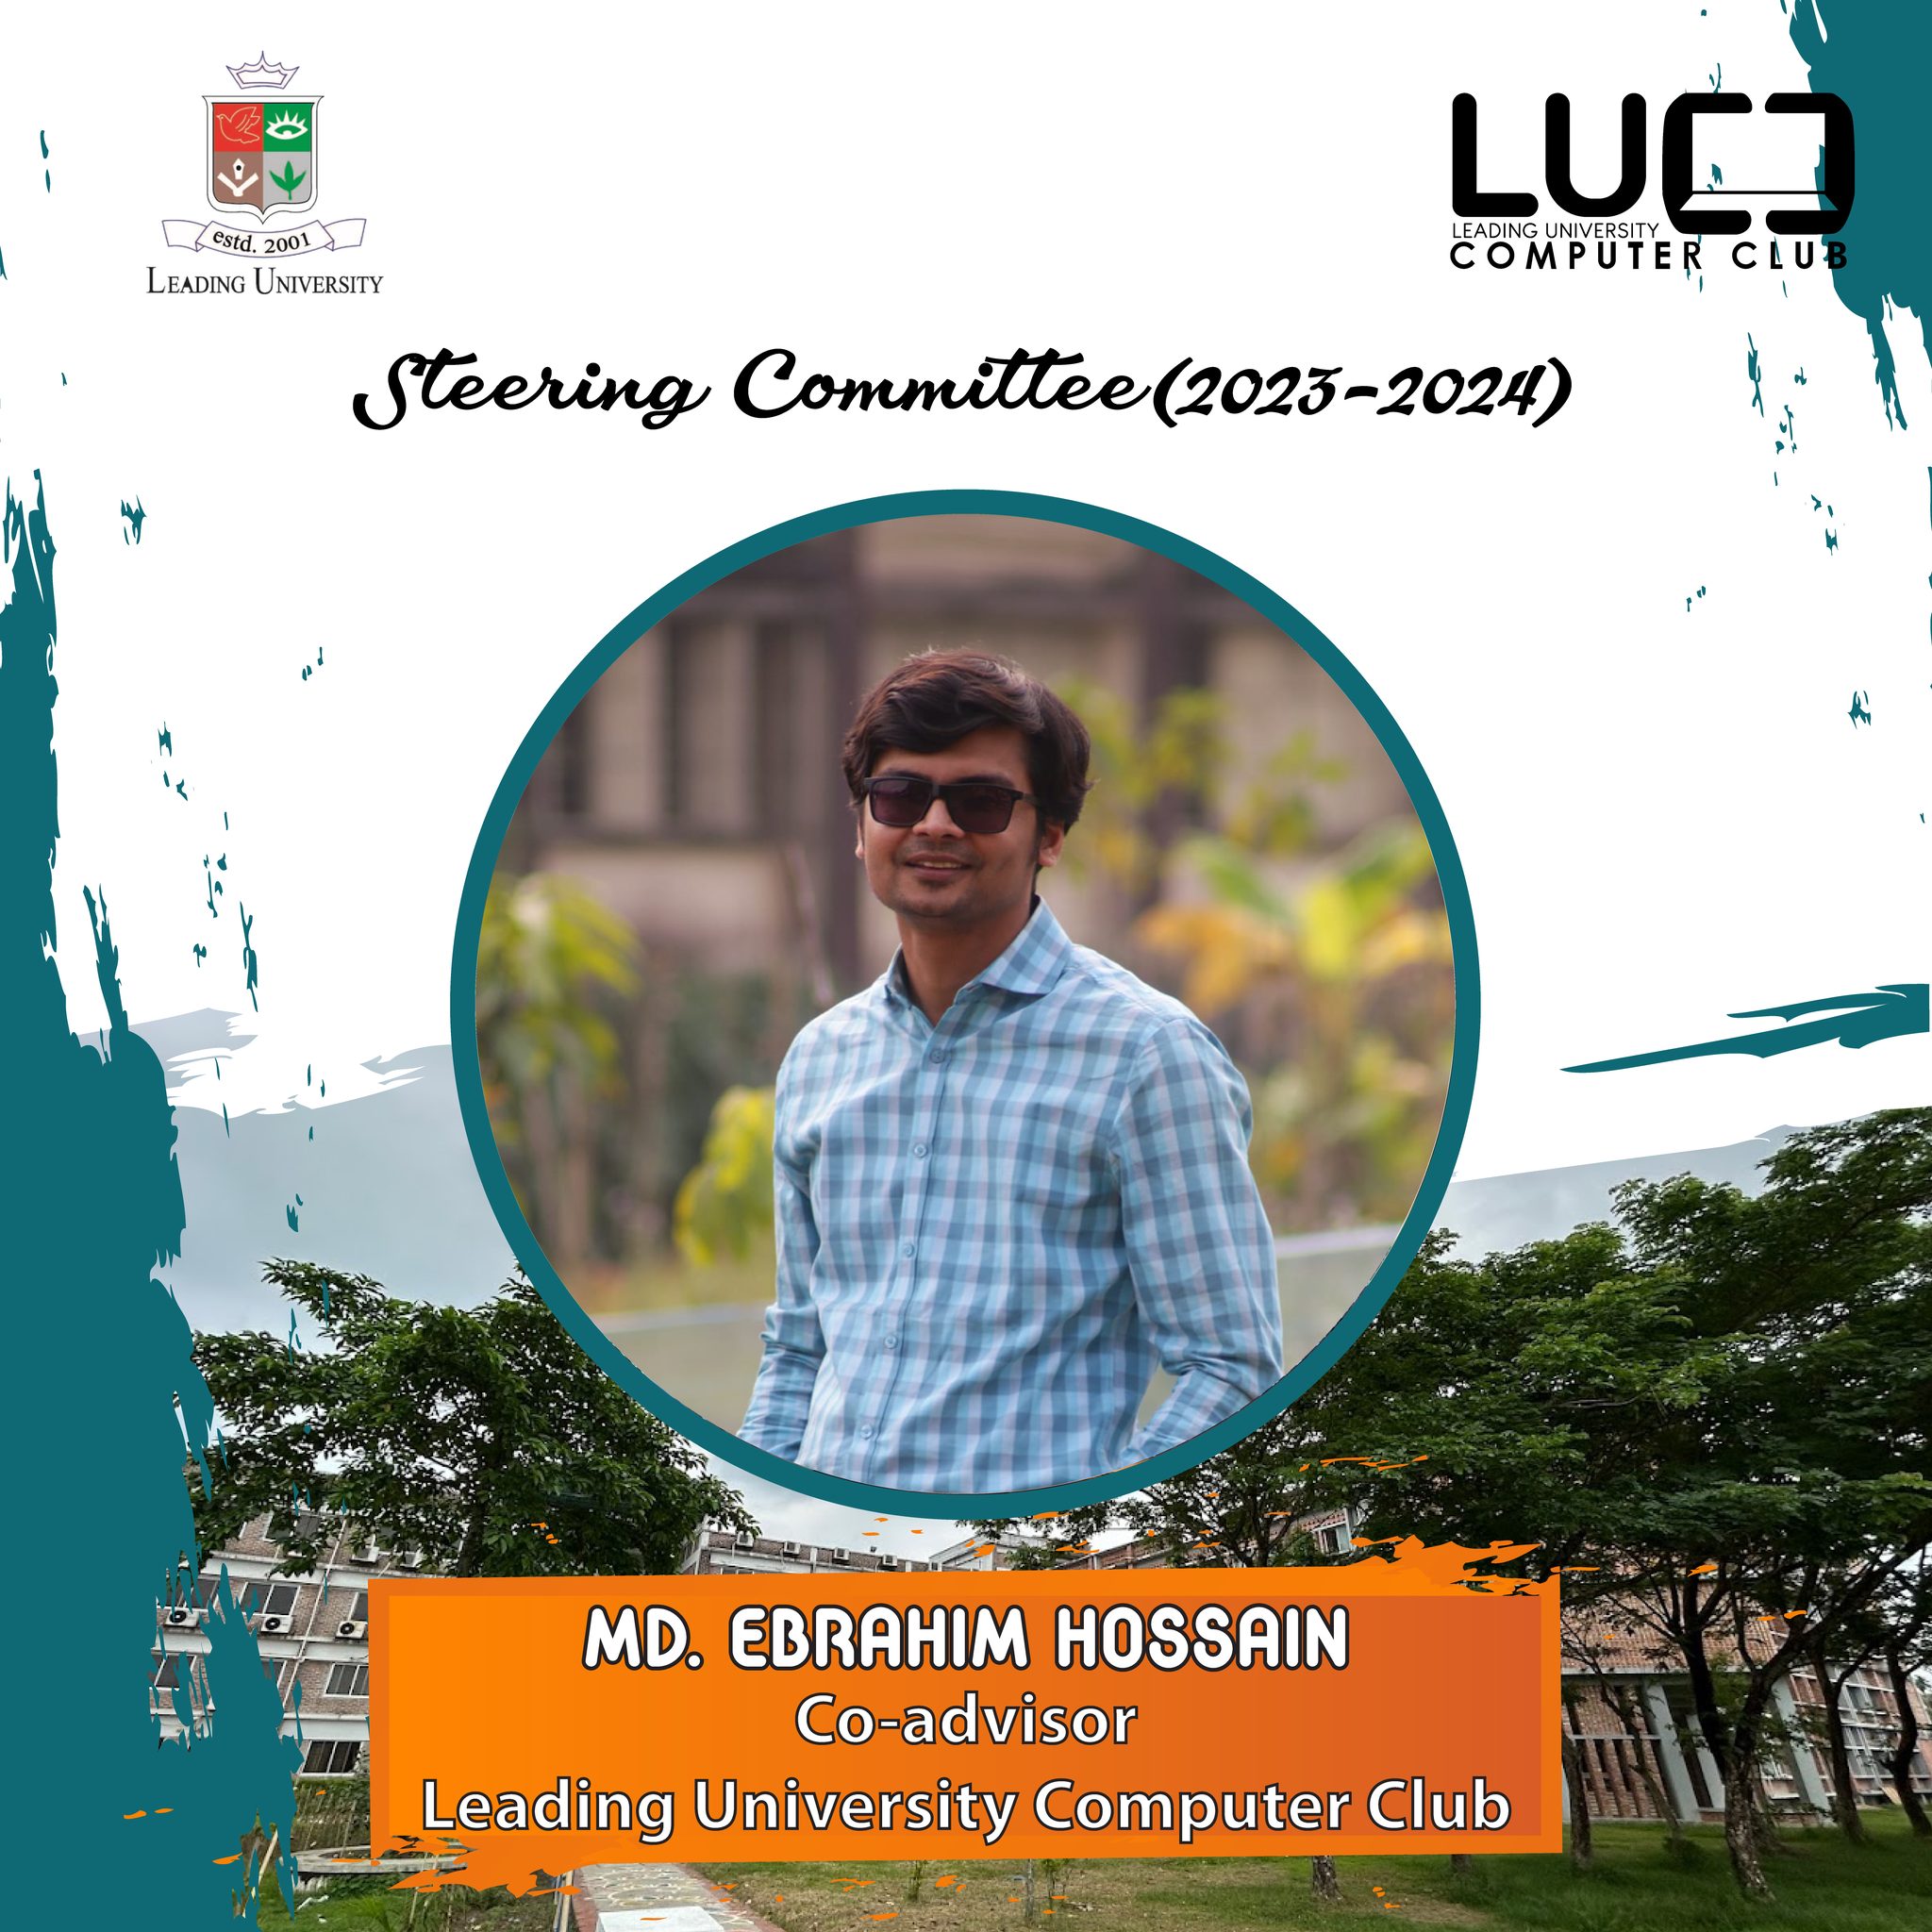 estd. 2001
LEADING UNIVERSITY
LUCC
LEADING UNIVERSITY
COMPUTER CLUB
Steering Committee(2023-2024)
MD. EBRAHIM HOSSAIN
Co-advisor
Leading University Computer Club